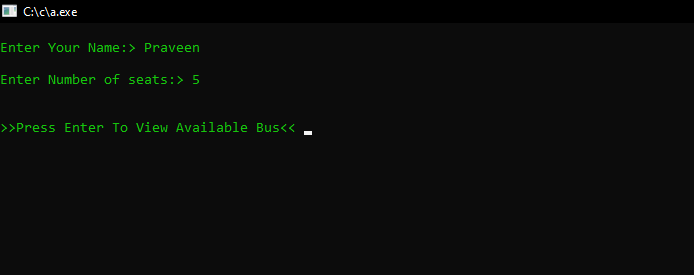 C:\c\a.exe
Enter Your Name:> Praveen
Enter Number of seats:> 5
>>Press Enter To View Available Bus<<